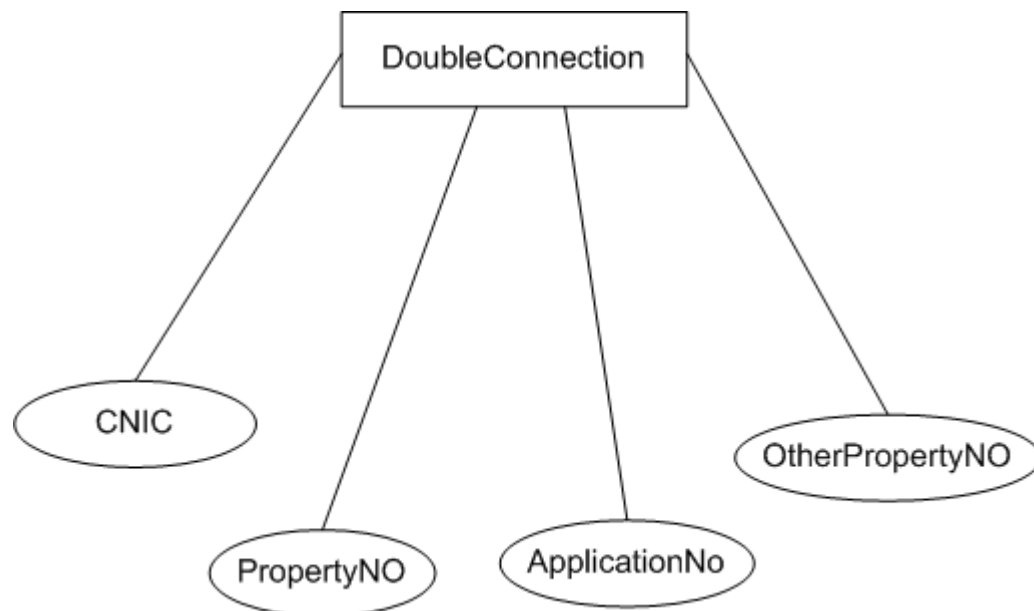 DoubleConnection
CNIC
OtherPropertyNO
PropertyNO
ApplicationNo